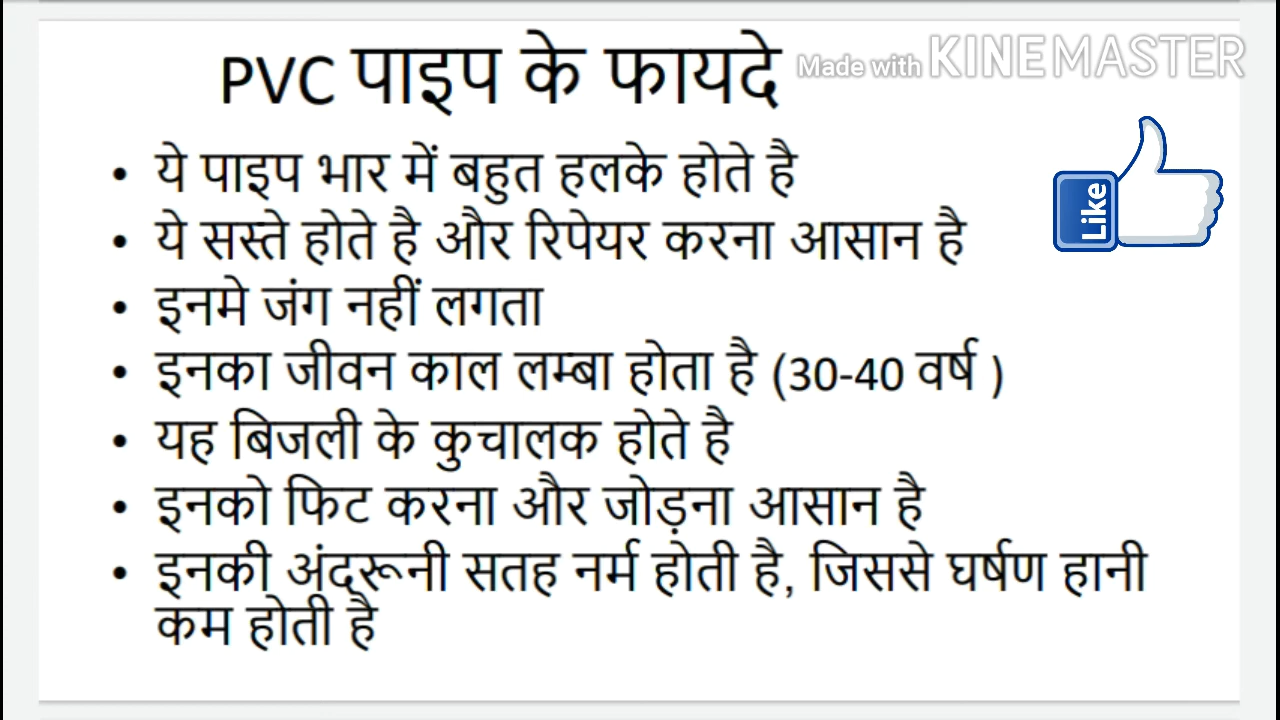 PVC पाइप के फायदे
Made with KINEMASTER
• ये पाइप भार में बहुत हलके होते है
• ये सस्ते होते है और रिपेयर करना आसान है
• इनमे जंग नहीं लगता
• इनका जीवन काल लम्बा होता है (30-40 वर्ष )
• यह बिजली के कुचालक होते है
• इनको फिट करना और जोड़ना आसान है
• इनकी अंदरूनी सतह नर्म होती है, जिससे घर्षण हानी
कम होती है
Like